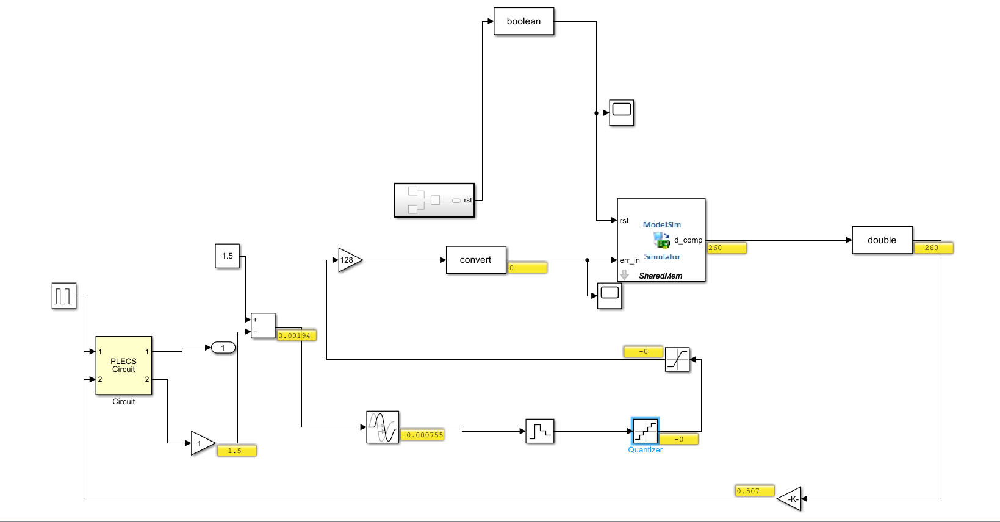 boolean
rst
rst
ModelSim
d_comp
260
double
260
1.5
128
convert
0
err_in
Simulator
SharedMem
+
−
0.00194
1
1
1
PLECS
Circuit
2
2
Circuit
-0
-0.000755
-0
Quantizer
1
1.5
0.507
-K-